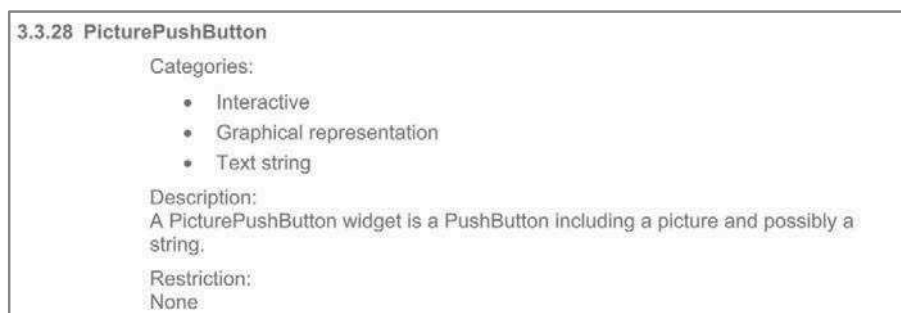 3.3.28 PicturePushButton
Categories:
• Interactive
• Graphical representation
• Text string
Description:
A PicturePushButton widget is a PushButton including a picture and possibly a
string.
Restriction:
None